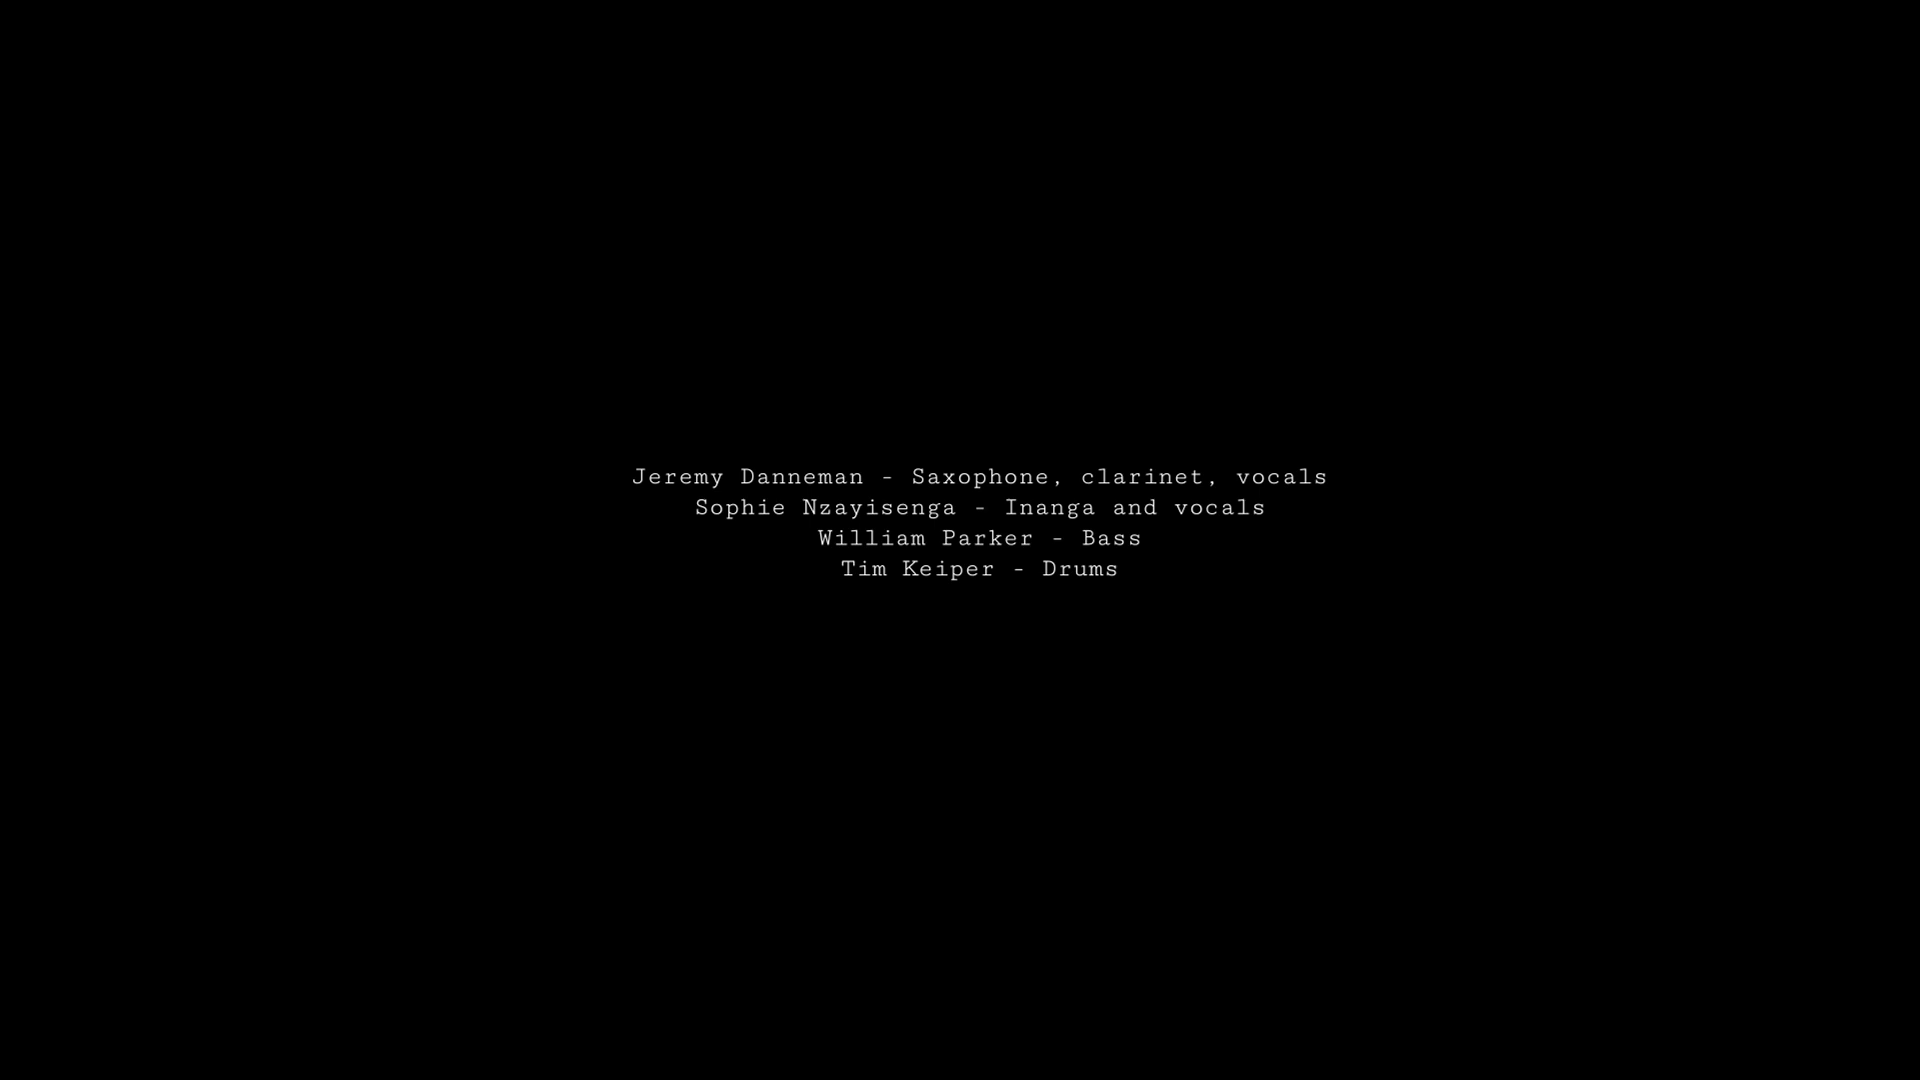 Jeremy Danneman - Saxophone, clarinet, vocals
Sophie Nzayisenga - Inanga and vocals
William Parker - Bass
Tim Keiper - Drums